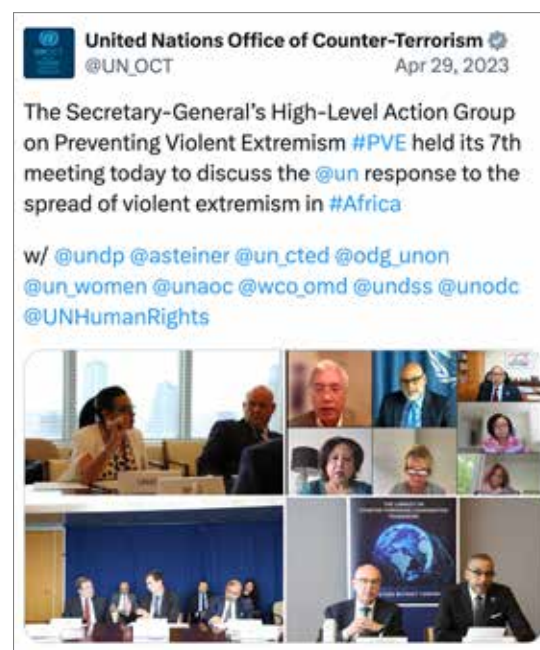 United Nations Office of Counter-Terrorism
@UN_OCT
Apr 29, 2023
The Secretary-General's High-Level Action Group
on Preventing Violent Extremism #PVE held its 7th
meeting today to discuss the @un response to the
spread of violent extremism in #Africa
w/ @undp @asteiner @un_cted @odg_unon
@un_women @unaoc @wco_omd @undss @unodc
@UNHumanRights